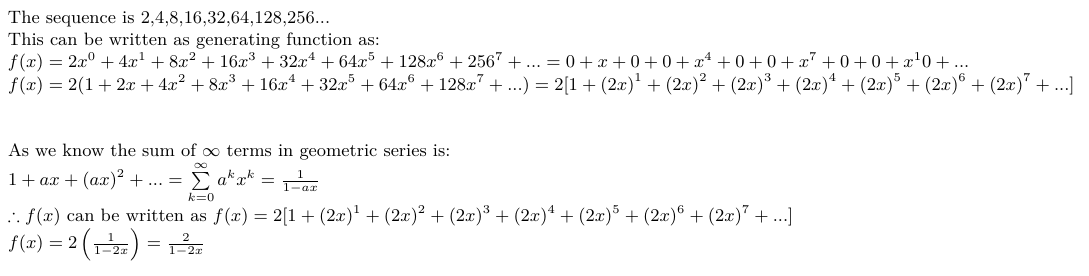 The sequence is 2,4,8,16,32,64,128,256...
This can be written as generating function as:
f(x) = 2x^0 + 4x^1 + 8x^2 + 16x^3 + 32x^4 + 64x^5 + 128x^6 + 256^7 + ... = 0 + x + 0 + 0 + x^4 + 0 + 0 + x^7 + 0 + 0 + x^10 + ...
f(x) = 2(1 + 2x + 4x^2 + 8x^3 + 16x^4 + 32x^5 + 64x^6 + 128x^7 + ...) = 2[1 + (2x)^1 + (2x)^2 + (2x)^3 + (2x)^4 + (2x)^5 + (2x)^6 + (2x)^7 + ...]
As we know the sum of ∞ terms in geometric series is:
1 + ax + (ax)^2 + ... = \sum_{k=0}^{∞} a^k x^k = \frac{1}{1-ax}
∴ f(x) can be written as f(x) = 2[1 + (2x)^1 + (2x)^2 + (2x)^3 + (2x)^4 + (2x)^5 + (2x)^6 + (2x)^7 + ...]
f(x) = 2 (\frac{1}{1-2x}) = \frac{2}{1-2x}